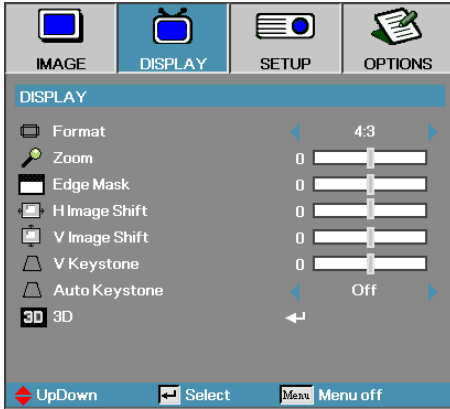 IMAGE DISPLAY SETUP OPTIONS
DISPLAY
Format 4:3
Zoom 0
Edge Mask 0
H Image Shift 0
V Image Shift 0
V Keystone 0
Auto Keystone Off
3D 3D
UpDown Select Menu Menu off